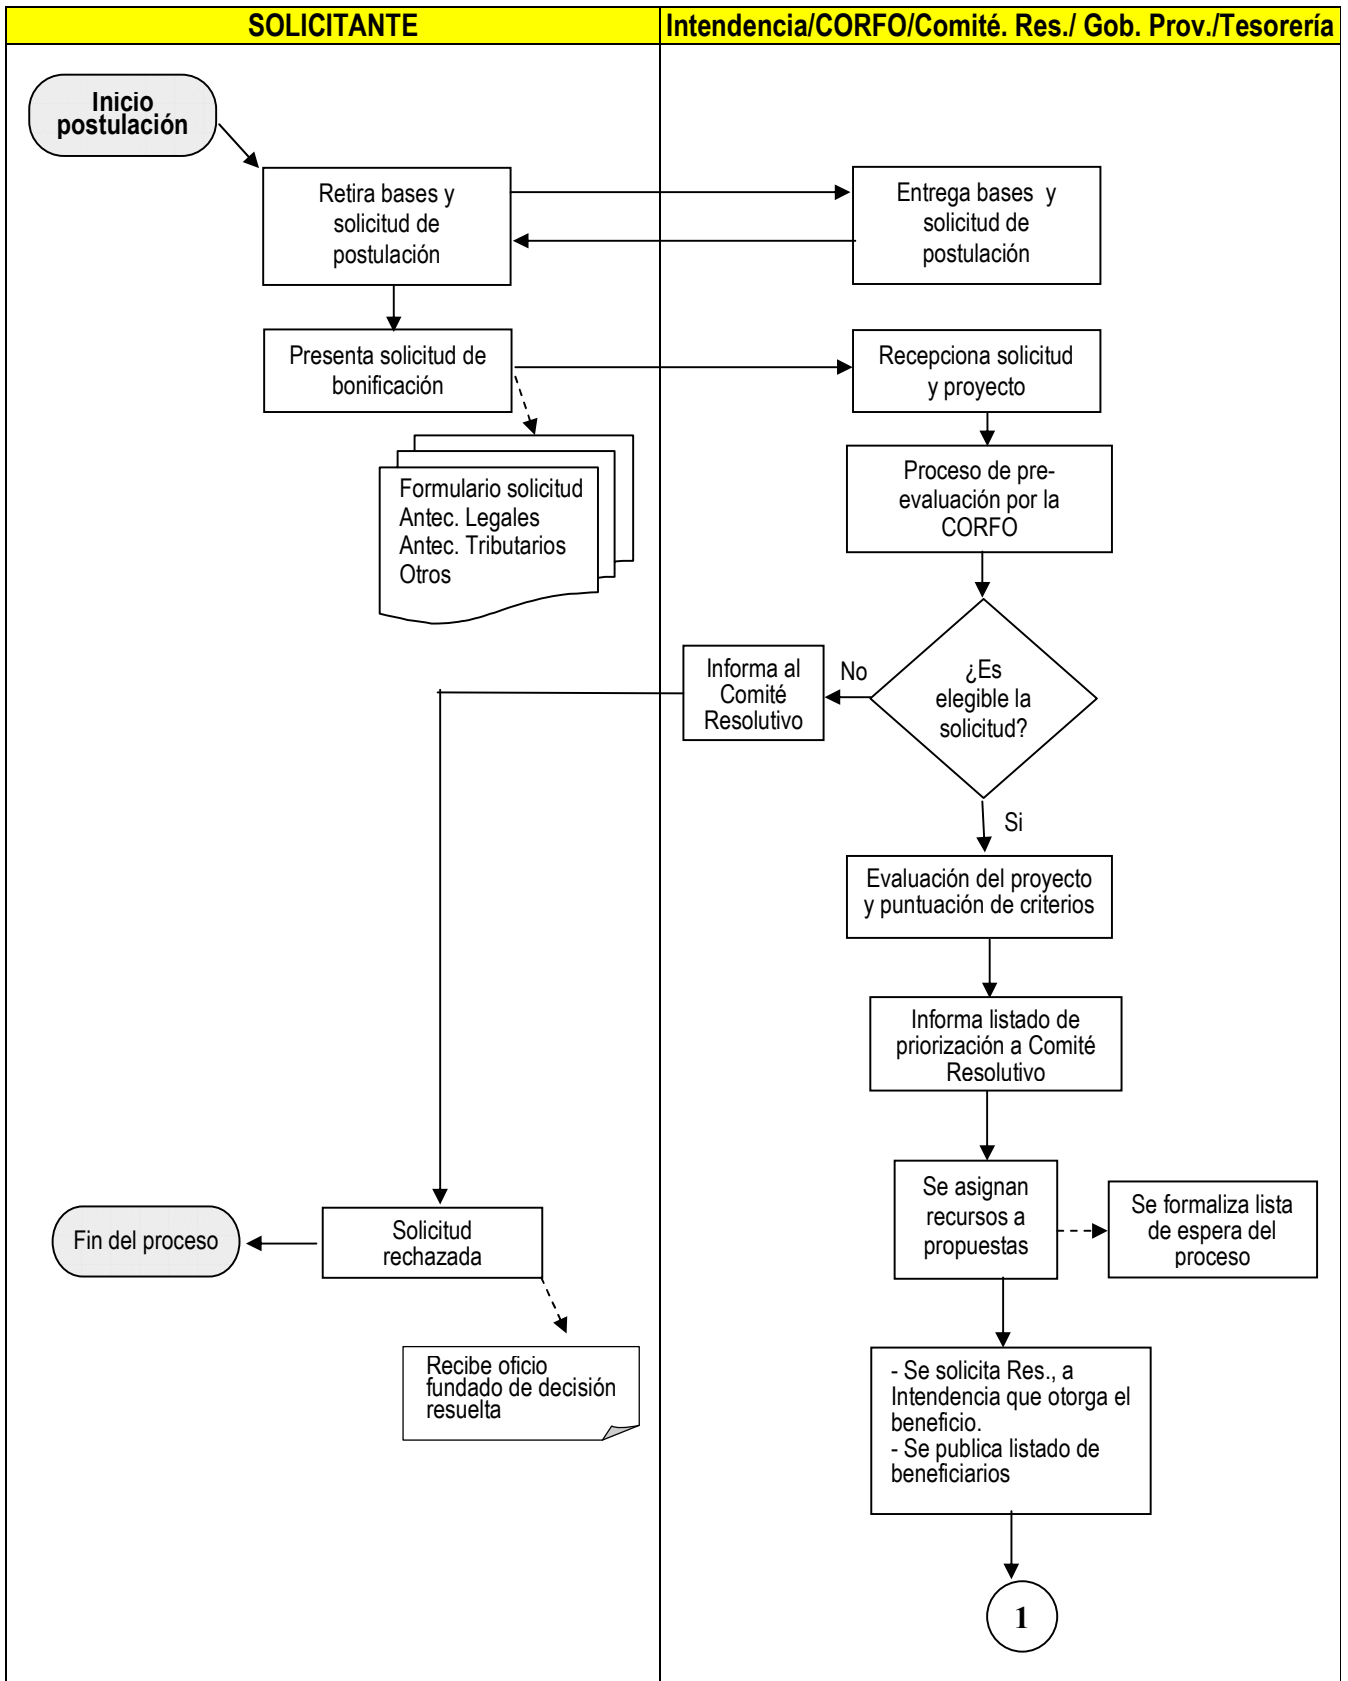 SOLICITANTE
Intendencia/CORFO/Comité. Res./ Gob. Prov./Tesorería
Inicio
postulación
Retira bases y
solicitud de
postulación
Entrega bases y
solicitud de
postulación
Presenta solicitud de
bonificación
Recepciona solicitud
y proyecto
Formulario solicitud
Antec. Legales
Antec. Tributarios
Otros
Proceso de pre-
evaluación por la
CORFO
¿Es
elegible la
solicitud?
No
Informa al
Comité
Resolutivo
Si
Evaluación del proyecto
y puntuación de criterios
Informa listado de
priorización a Comité
Resolutivo
Se asignan
recursos a
propuestas
Se formaliza lista
de espera del
proceso
Solicitud
rechazada
Fin del proceso
Recibe oficio
fundado de decisión
resuelta
- Se solicita Res., a
Intendencia que otorga el
beneficio.
- Se publica listado de
beneficiarios
1